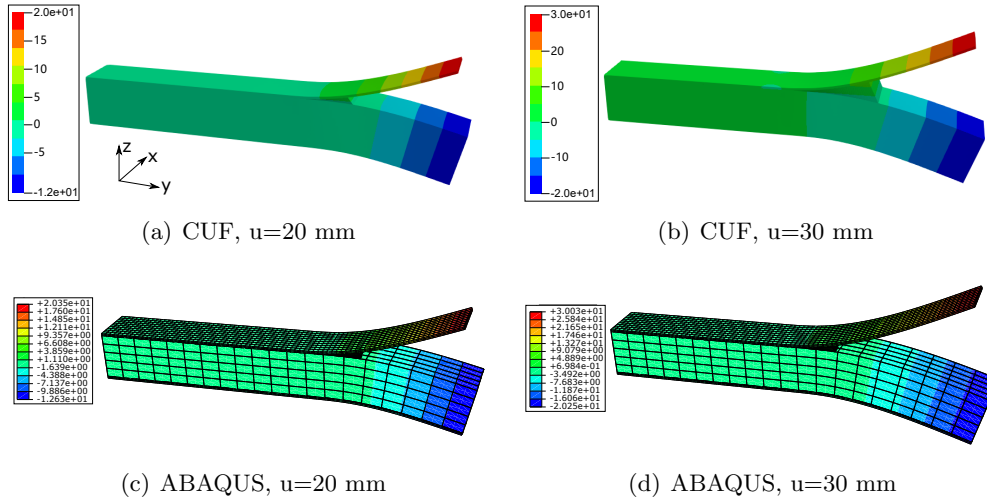 2.0e+01
15
10
5
0
-5
-1.2e+01
z
x
y
3.0e+01
20
10
0
-10
-2.0e+01
(a) CUF, u=20 mm
(b) CUF, u=30 mm
+2.035e+01
+1.760e+01
+1.485e+01
+1.211e+01
+9.357e+00
+6.608e+00
+3.859e+00
+1.110e+00
-1.639e+00
-4.388e+00
-7.137e+00
-9.886e+00
-1.263e+01
+3.003e+01
+2.584e+01
+2.165e+01
+1.746e+01
+1.327e+01
+9.079e+00
+4.889e+00
+6.984e-01
-3.492e+00
-7.683e+00
-1.187e+01
-1.606e+01
-2.025e+01
(c) ABAQUS, u=20 mm
(d) ABAQUS, u=30 mm